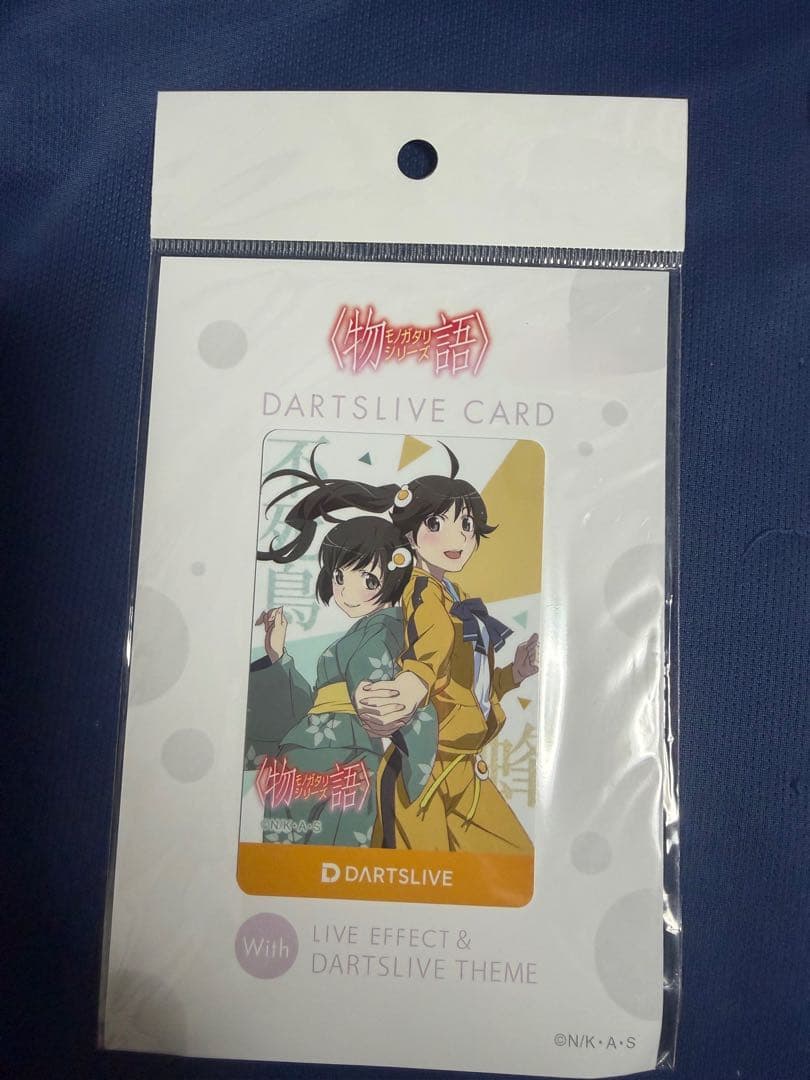 〈物語〉
モノガタリ
シリーズ
DARTSLIVE CARD
不死鳥
蜂
〈物語〉
モノガタリ
シリーズ
©N/K・A・S
DARTSLIVE
With
LIVE EFFECT &
DARTSLIVE THEME
©N/K・A・S